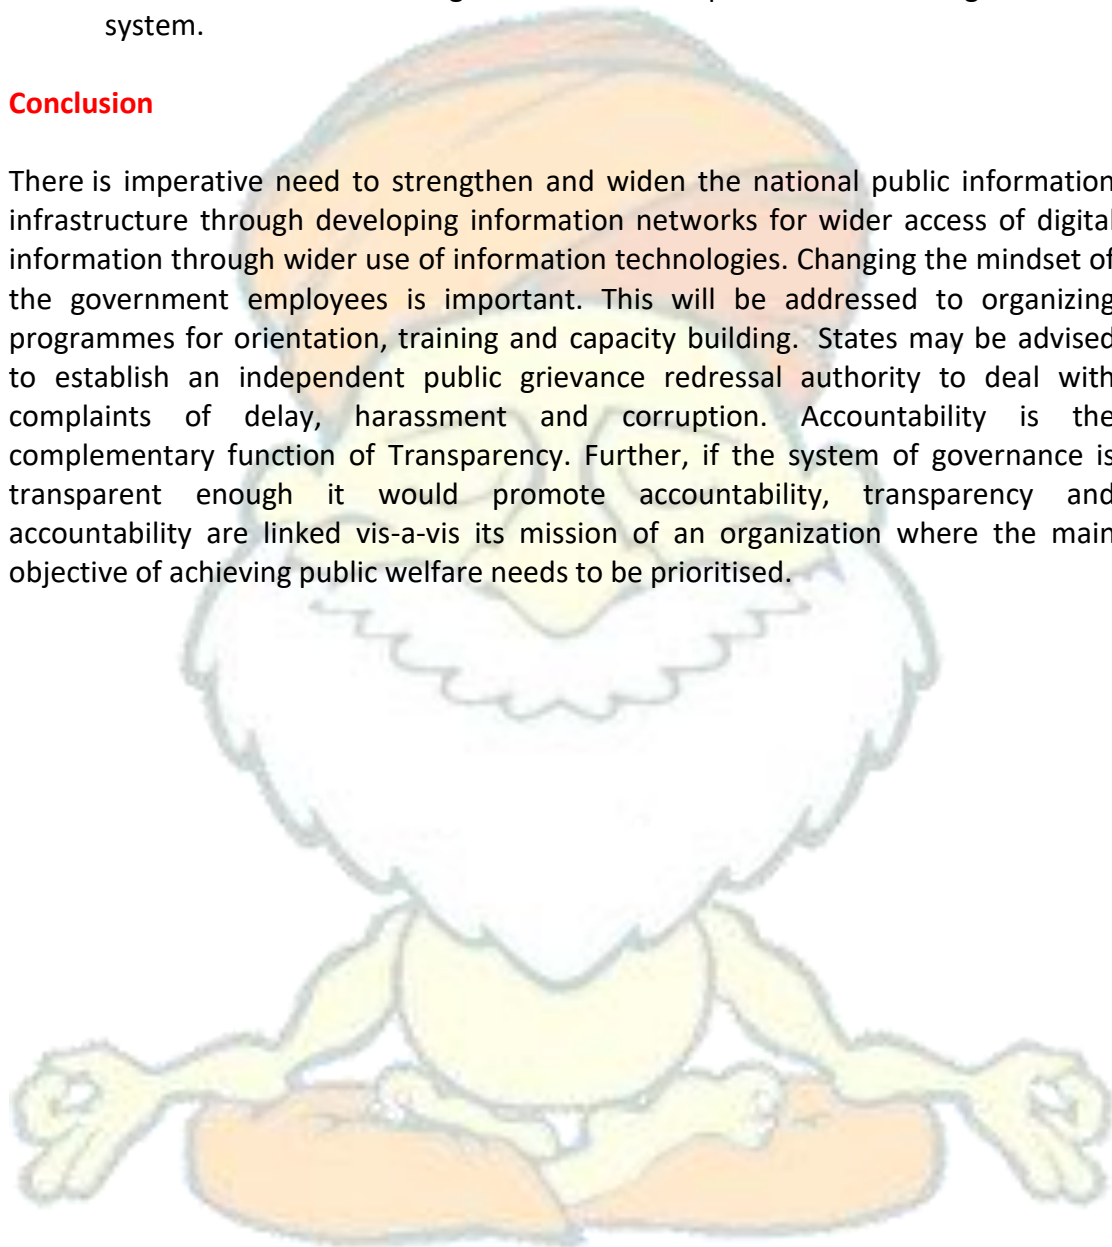 system.
Conclusion
There is imperative need to strengthen and widen the national public information
infrastructure through developing information networks for wider access of digital
information through wider use of information technologies. Changing the mindset of
the government employees is important. This will be addressed to organizing
programmes for orientation, training and capacity building. States may be advised
to establish an independent public grievance redressal authority to deal with
complaints of delay, harassment and corruption. Accountability is the
complementary function of Transparency. Further, if the system of governance is
transparent enough it would promote accountability, transparency and
accountability are linked vis-a-vis its mission of an organization where the main
objective of achieving public welfare needs to be prioritised.